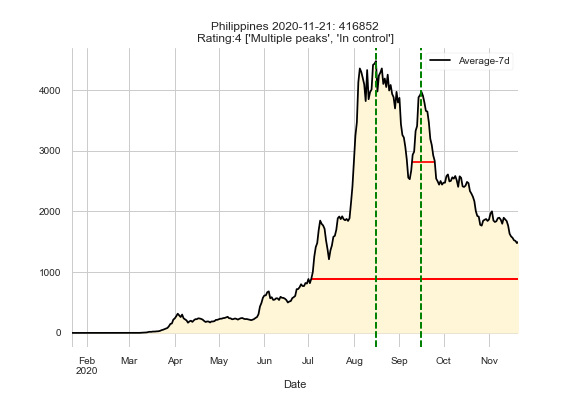 Philippines 2020-11-21: 416852
Rating:4 ['Multiple peaks', 'In control']
Average-7d
4000
3000
2000
1000
0
Feb Mar Apr May Jun Jul Aug Sep Oct Nov
2020
Date